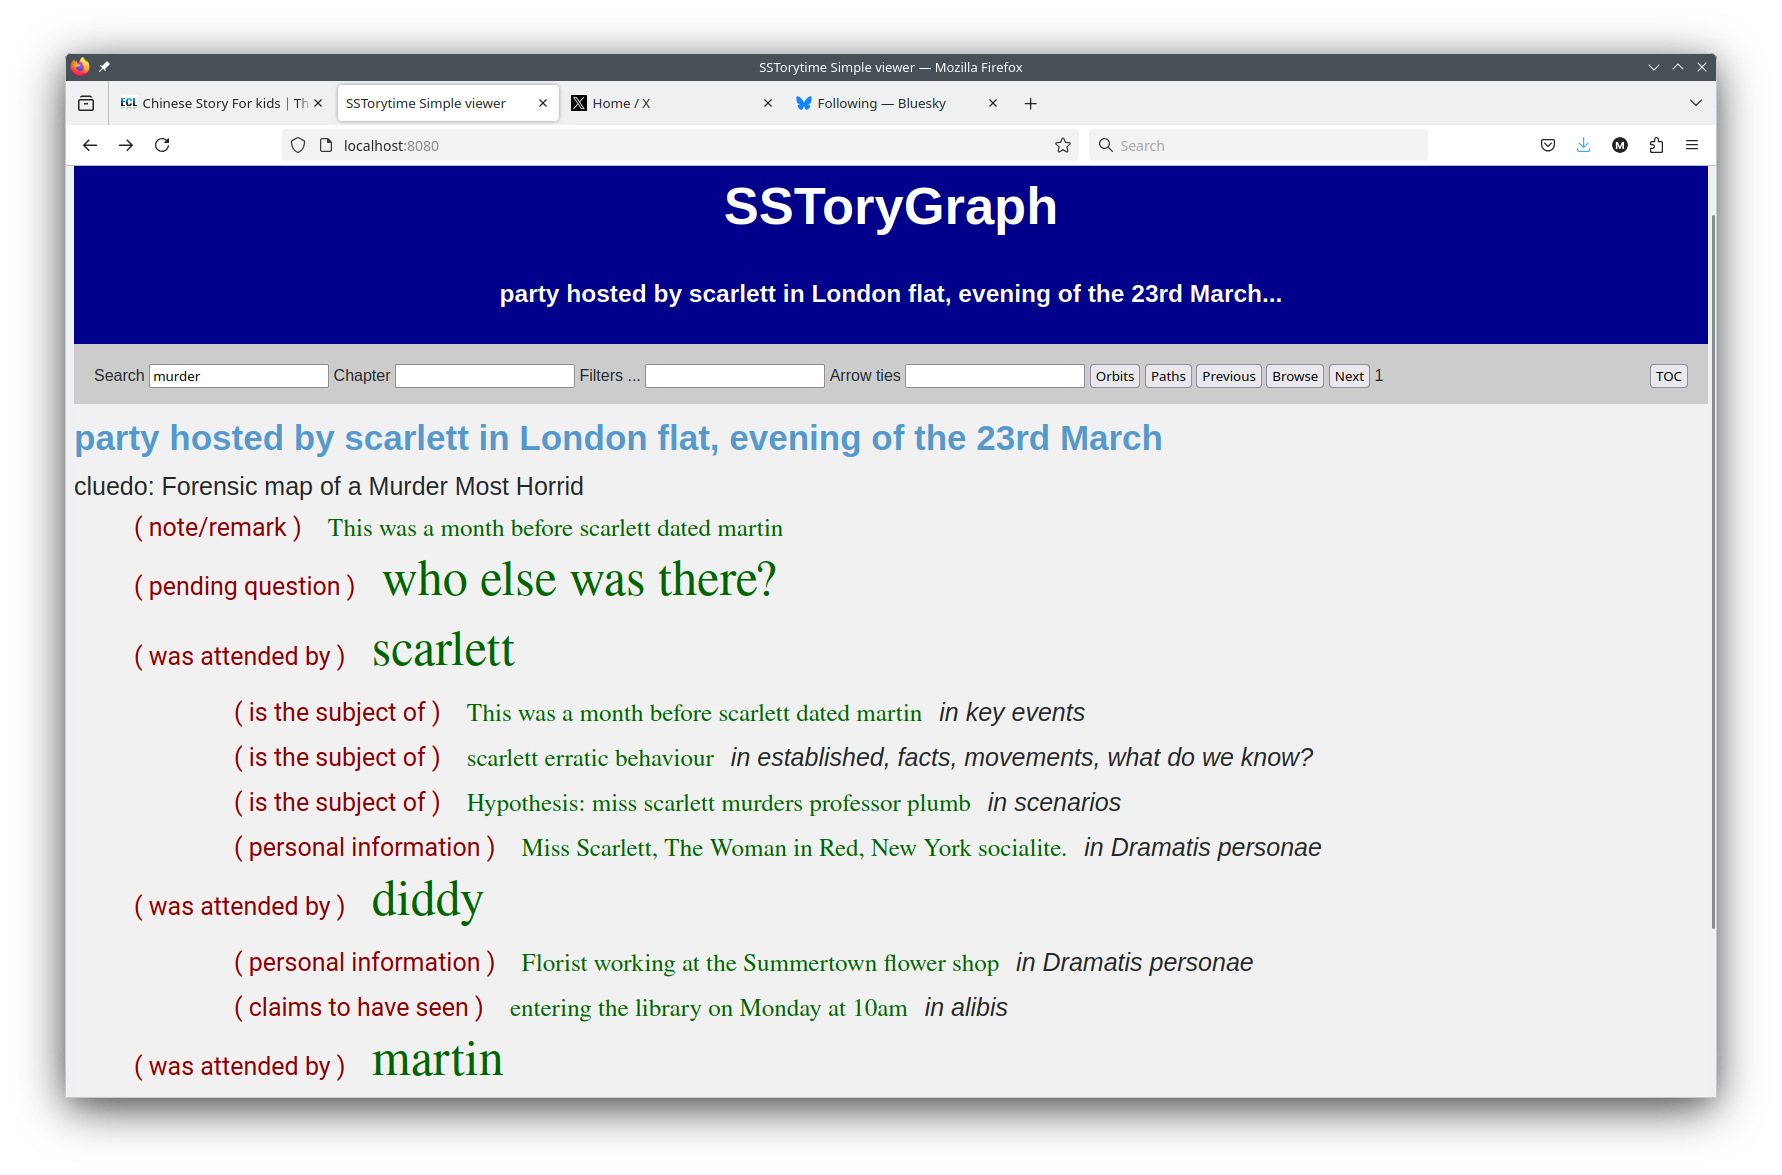 SSTorytime Simple viewer — Mozilla Firefox
ECL Chinese Story For kids | Th
SSTorytime Simple viewer
Home / X
Following — Bluesky
localhost:8080
Search
M
SSToryGraph
party hosted by scarlett in London flat, evening of the 23rd March...
Search murder Chapter Filters ... Arrow ties Orbits Paths Previous Browse Next 1 TOC
party hosted by scarlett in London flat, evening of the 23rd March
cluedo: Forensic map of a Murder Most Horrid
( note/remark ) This was a month before scarlett dated martin
( pending question ) who else was there?
( was attended by ) scarlett
( is the subject of ) This was a month before scarlett dated martin in key events
( is the subject of ) scarlett erratic behaviour in established, facts, movements, what do we know?
( is the subject of ) Hypothesis: miss scarlett murders professor plumb in scenarios
( personal information ) Miss Scarlett, The Woman in Red, New York socialite. in Dramatis personae
( was attended by ) diddy
( personal information ) Florist working at the Summertown flower shop in Dramatis personae
( claims to have seen ) entering the library on Monday at 10am in alibis
( was attended by ) martin